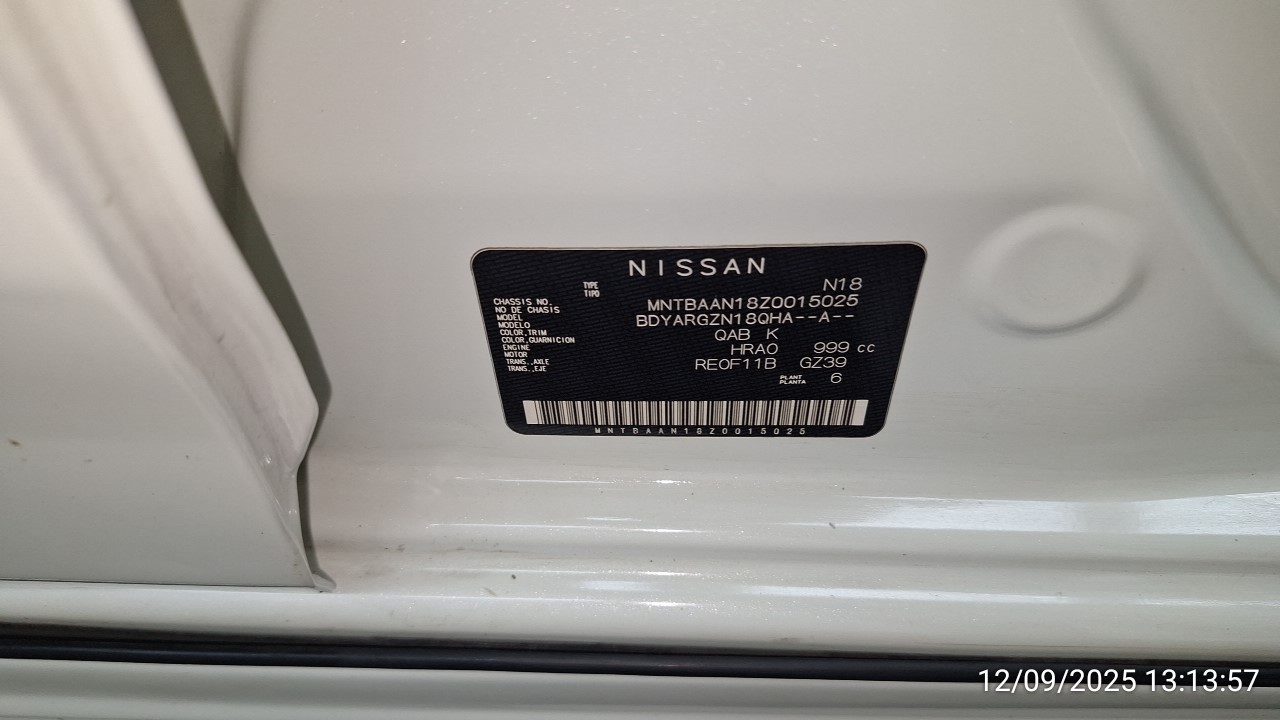 NISSAN
TYPE N18
TIPO
CHASSIS NO. MNTBAAN18Z0015025
NO DE CHASIS
MODEL BDYARGZN18QHA--A--
MODELO
COLOR,TRIM QAB K
COLOR,GUARNICION
ENGINE HRA0 999 cc
MOTOR
TRANS.,AXLE RE0F11B GZ39
TRANS.,EJE
PLANT 6
PLANTA
MNTBAAN18Z0015025
12/09/2025 13:13:57